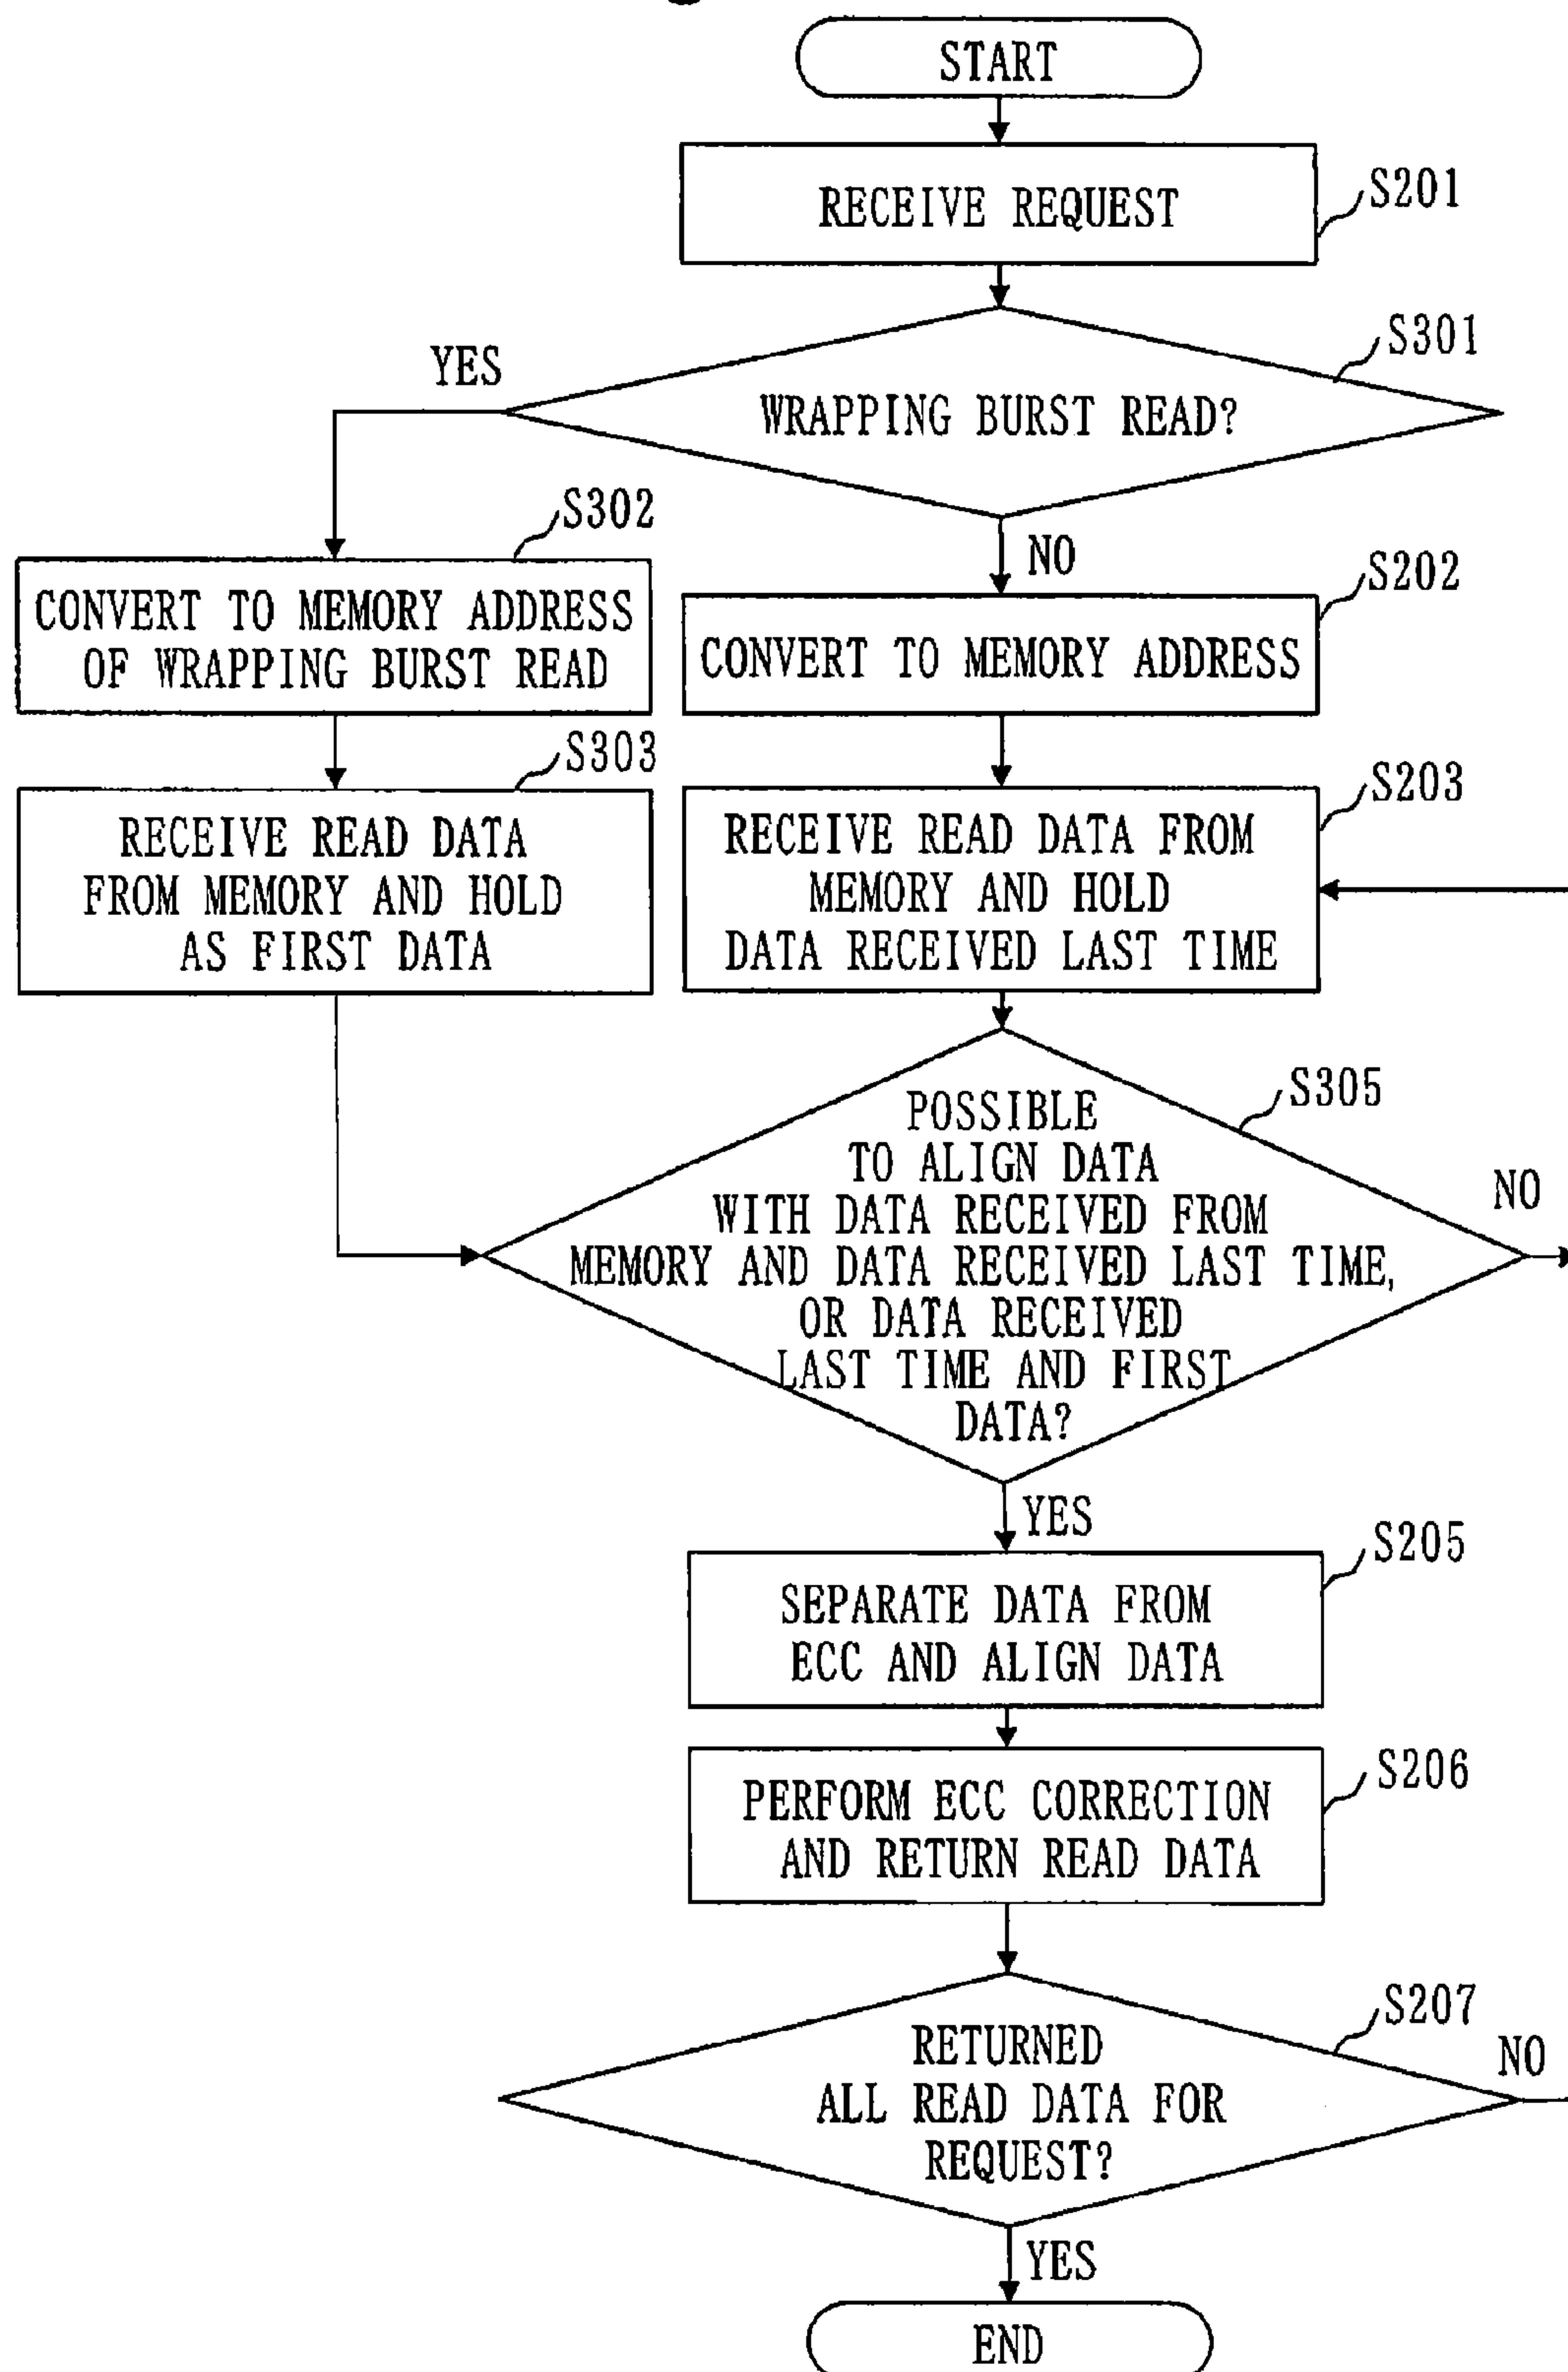 START
RECEIVE REQUEST
S201
S301
YES
WRAPPING BURST READ?
S302
NO
S202
CONVERT TO MEMORY ADDRESS
OF WRAPPING BURST READ
CONVERT TO MEMORY ADDRESS
S303
S203
RECEIVE READ DATA
FROM MEMORY AND HOLD
AS FIRST DATA
RECEIVE READ DATA FROM
MEMORY AND HOLD
DATA RECEIVED LAST TIME
S305
POSSIBLE
TO ALIGN DATA
WITH DATA RECEIVED FROM
MEMORY AND DATA RECEIVED LAST TIME,
OR DATA RECEIVED
LAST TIME AND FIRST
DATA?
NO
YES
S205
SEPARATE DATA FROM
ECC AND ALIGN DATA
S206
PERFORM ECC CORRECTION
AND RETURN READ DATA
S207
RETURNED
ALL READ DATA FOR
REQUEST?
NO
YES
END